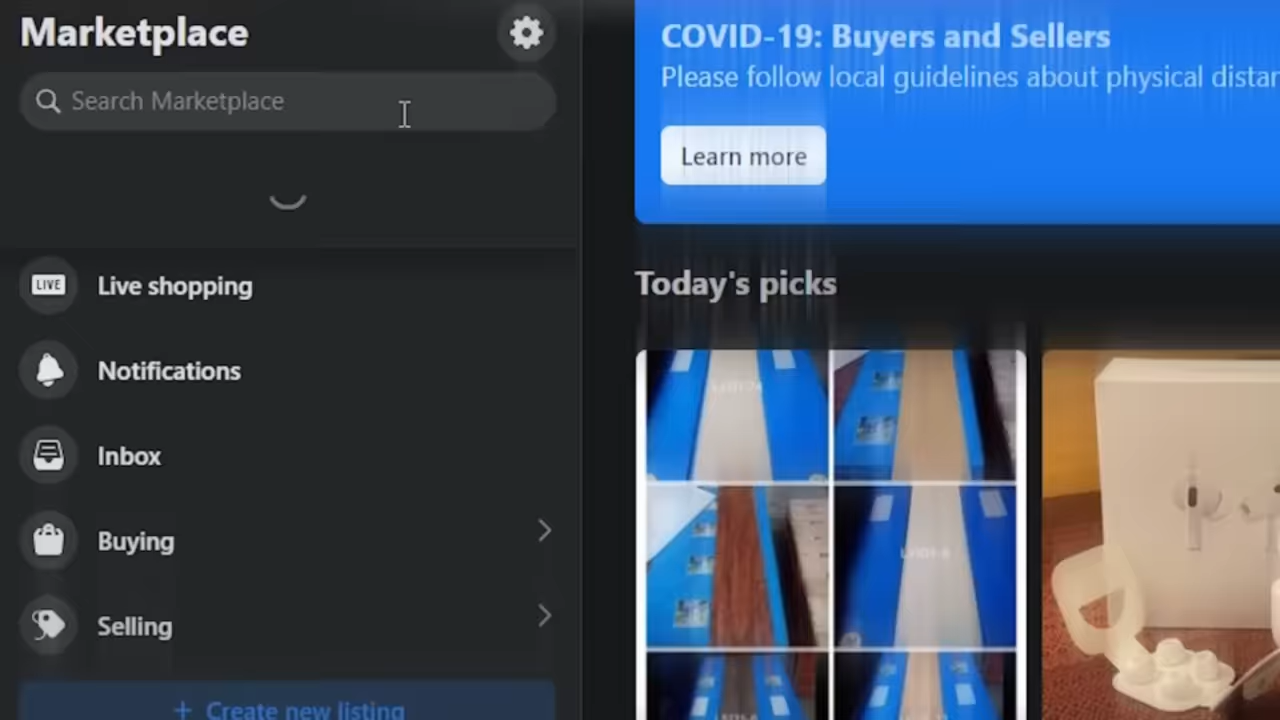 Marketplace
Search Marketplace
LIVE
Live shopping
Notifications
Inbox
Buying
Selling
+ Create new listing
COVID-19: Buyers and Sellers
Please follow local guidelines about physical distan
Learn more
Today's picks